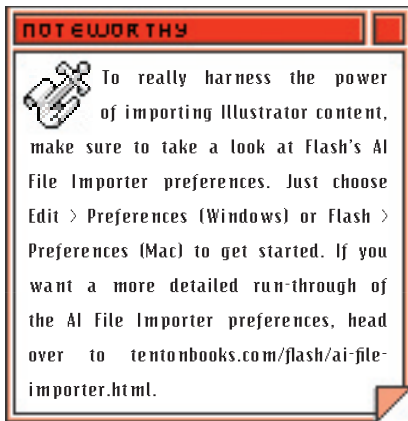 NOTEWORTHY
To really harness the power
of importing Illustrator content,
make sure to take a look at Flash's AI
File Importer preferences. Just choose
Edit > Preferences (Windows) or Flash >
Preferences (Mac) to get started. If you
want a more detailed run-through of
the AI File Importer preferences, head
over to tentonbooks.com/flash/ai-file-
importer.html.